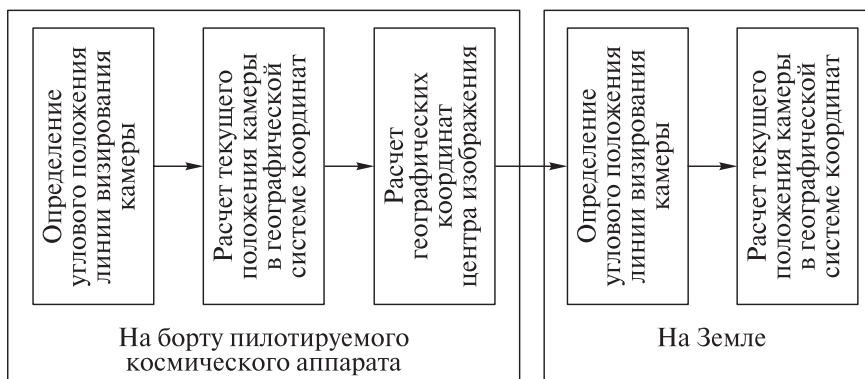 Определение
углового положения
линии визирования
камеры
Расчет текущего
положения камеры
в географической
системе координат
Расчет
географических
координат
центра изображения
На борту пилотируемого
космического аппарата
Определение
углового положения
линии визирования
камеры
Расчет текущего
положения камеры
в географической
системе координат
На Земле